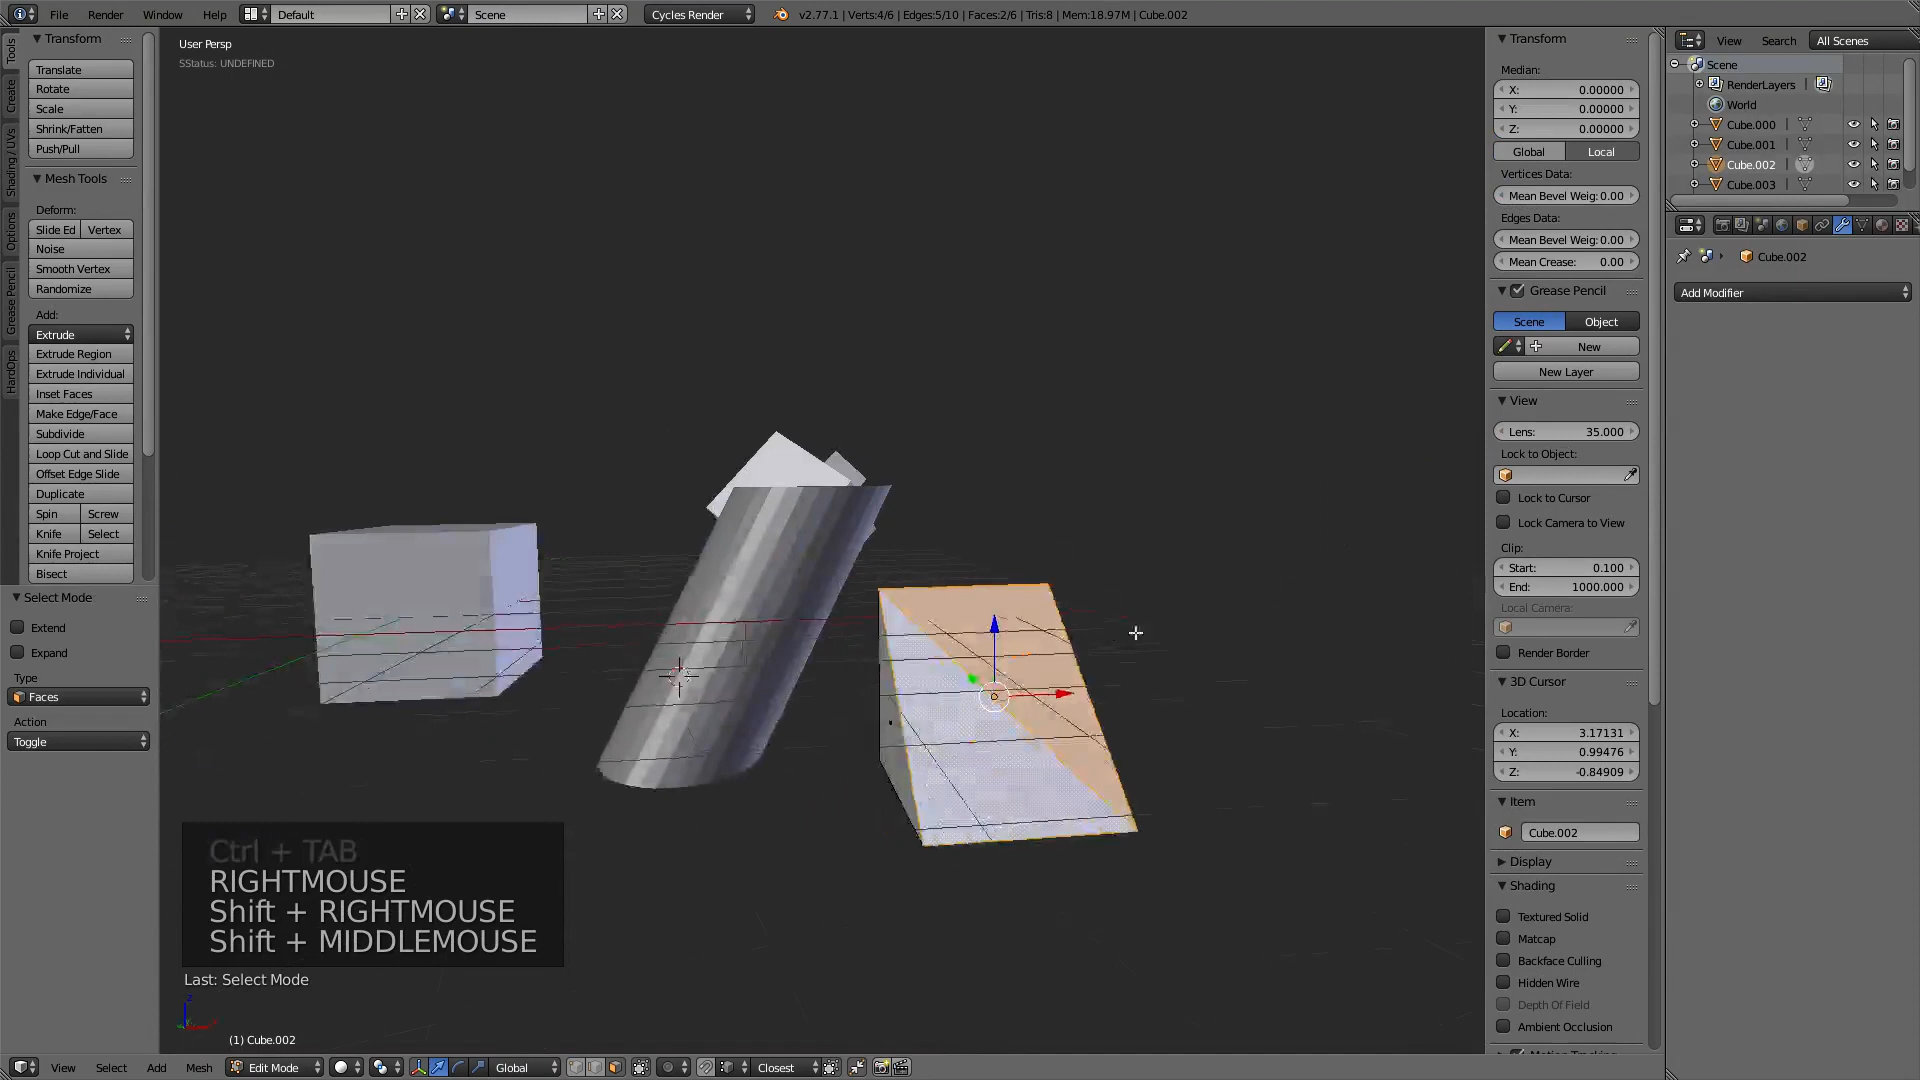 File
Render
Window
Help
Default
Scene
Cycles Render
v2.77.1 | Verts:4/6 | Edges:5/10 | Faces:2/6 | Tris:8 | Mem:18.97M | Cube.002
Tools
Create
Shading / UVs
Options
Grease Pencil
HardOps
Transform
Translate
Rotate
Scale
Shrink/Fatten
Push/Pull
Mesh Tools
Deform:
Slide Ed
Vertex
Noise
Smooth Vertex
Randomize
Add:
Extrude
Extrude Region
Extrude Individual
Inset Faces
Make Edge/Face
Subdivide
Loop Cut and Slide
Offset Edge Slide
Duplicate
Spin
Screw
Knife
Select
Knife Project
Bisect
Select Mode
Extend
Expand
Type
Faces
Action
Toggle
User Persp
SStatus: UNDEFINED
Ctrl + TAB
RIGHTMOUSE
Shift + RIGHTMOUSE
Shift + MIDDLEMOUSE
Last: Select Mode
z
(1) Cube.002
View
Select
Add
Mesh
Edit Mode
Global
Closest
Transform
Median:
X: 0.00000
Y: 0.00000
Z: 0.00000
Global
Local
Vertices Data:
Mean Bevel Weig: 0.00
Edges Data:
Mean Bevel Weig: 0.00
Mean Crease: 0.00
Grease Pencil
Scene
Object
New
New Layer
View
Lens: 35.000
Lock to Object:
Lock to Cursor
Lock Camera to View
Clip:
Start: 0.100
End: 1000.000
Local Camera:
Render Border
3D Cursor
Location:
X: 3.17131
Y: 0.99476
Z: -0.84909
Item
Cube.002
Display
Shading
Textured Solid
Matcap
Backface Culling
Hidden Wire
Depth Of Field
Ambient Occlusion
View
Search
All Scenes
Scene
RenderLayers
World
Cube.000
Cube.001
Cube.002
Cube.003
Cube.002
Add Modifier